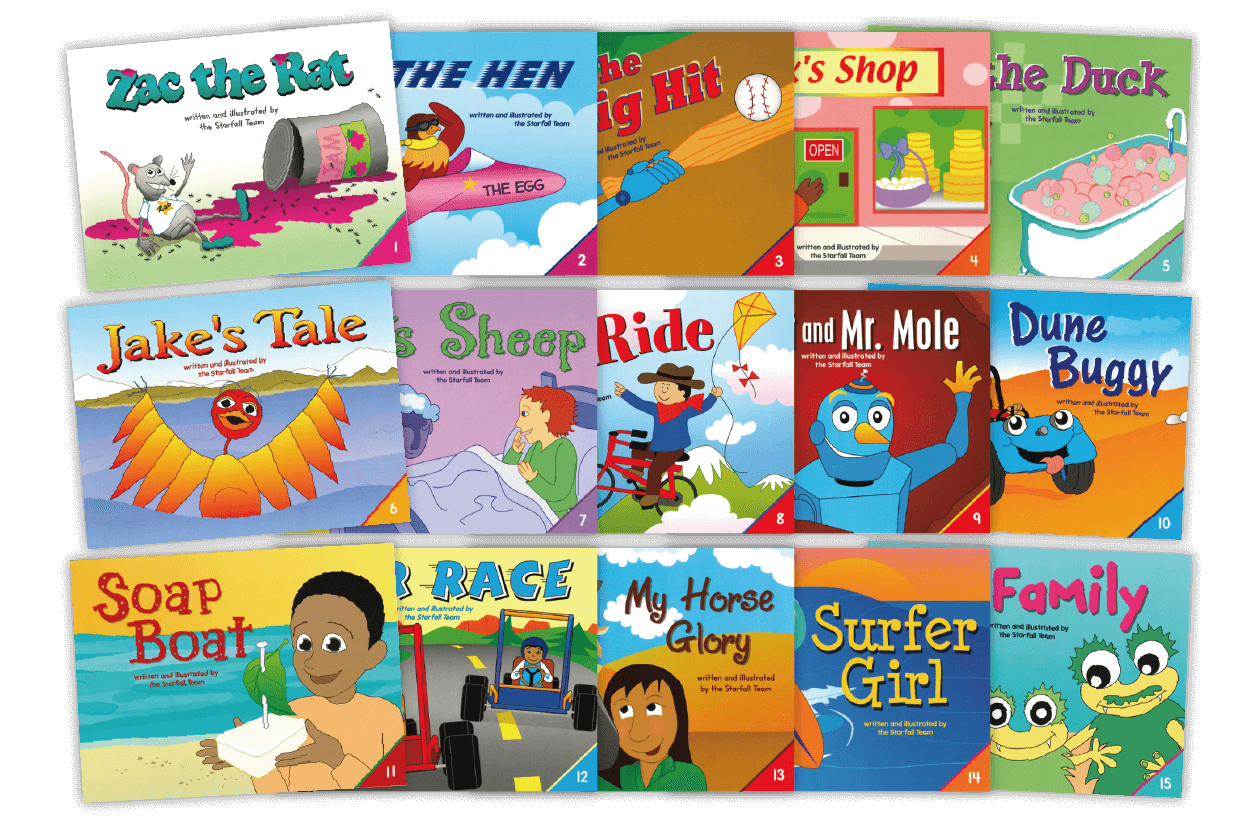 Zac the Rat
written and illustrated by
the Starfall Team
JAM
1
THE HEN
written and illustrated by
the Starfall Team
THE EGG
2
the
ig Hit
illustrated by
the Starfall Team
3
k's Shop
OPEN
written and illustrated by
the Starfall Team
4
the Duck
written and illustrated by
the Starfall Team
5
Jake's Tale
written and illustrated by
the Starfall Team
6
s Sheep
written and illustrated by
the Starfall Team
7
Ride
eam
8
and Mr. Mole
written and illustrated by
the Starfall Team
9
Dune
Buggy
written and illustrated by
the Starfall Team
10
Soap
Boat
written and illustrated by
the Starfall Team
11
R RACE
written and illustrated by
the Starfall Team
12
My Horse
Glory
written and illustrated
by the Starfall Team
13
Surfer
Girl
written and illustrated by
the Starfall Team
14
Family
written and illustrated by
the Starfall Team
15